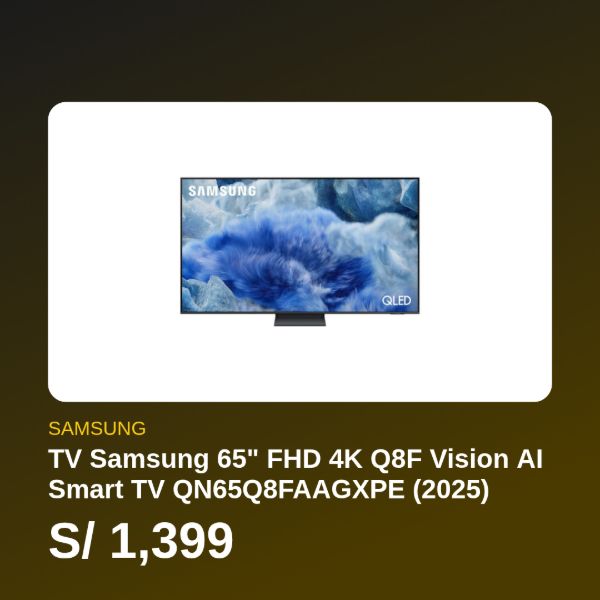 SAMSUNG
QLED
SAMSUNG
TV Samsung 65" FHD 4K Q8F Vision AI
Smart TV QN65Q8FAAGXPE (2025)
S/ 1,399